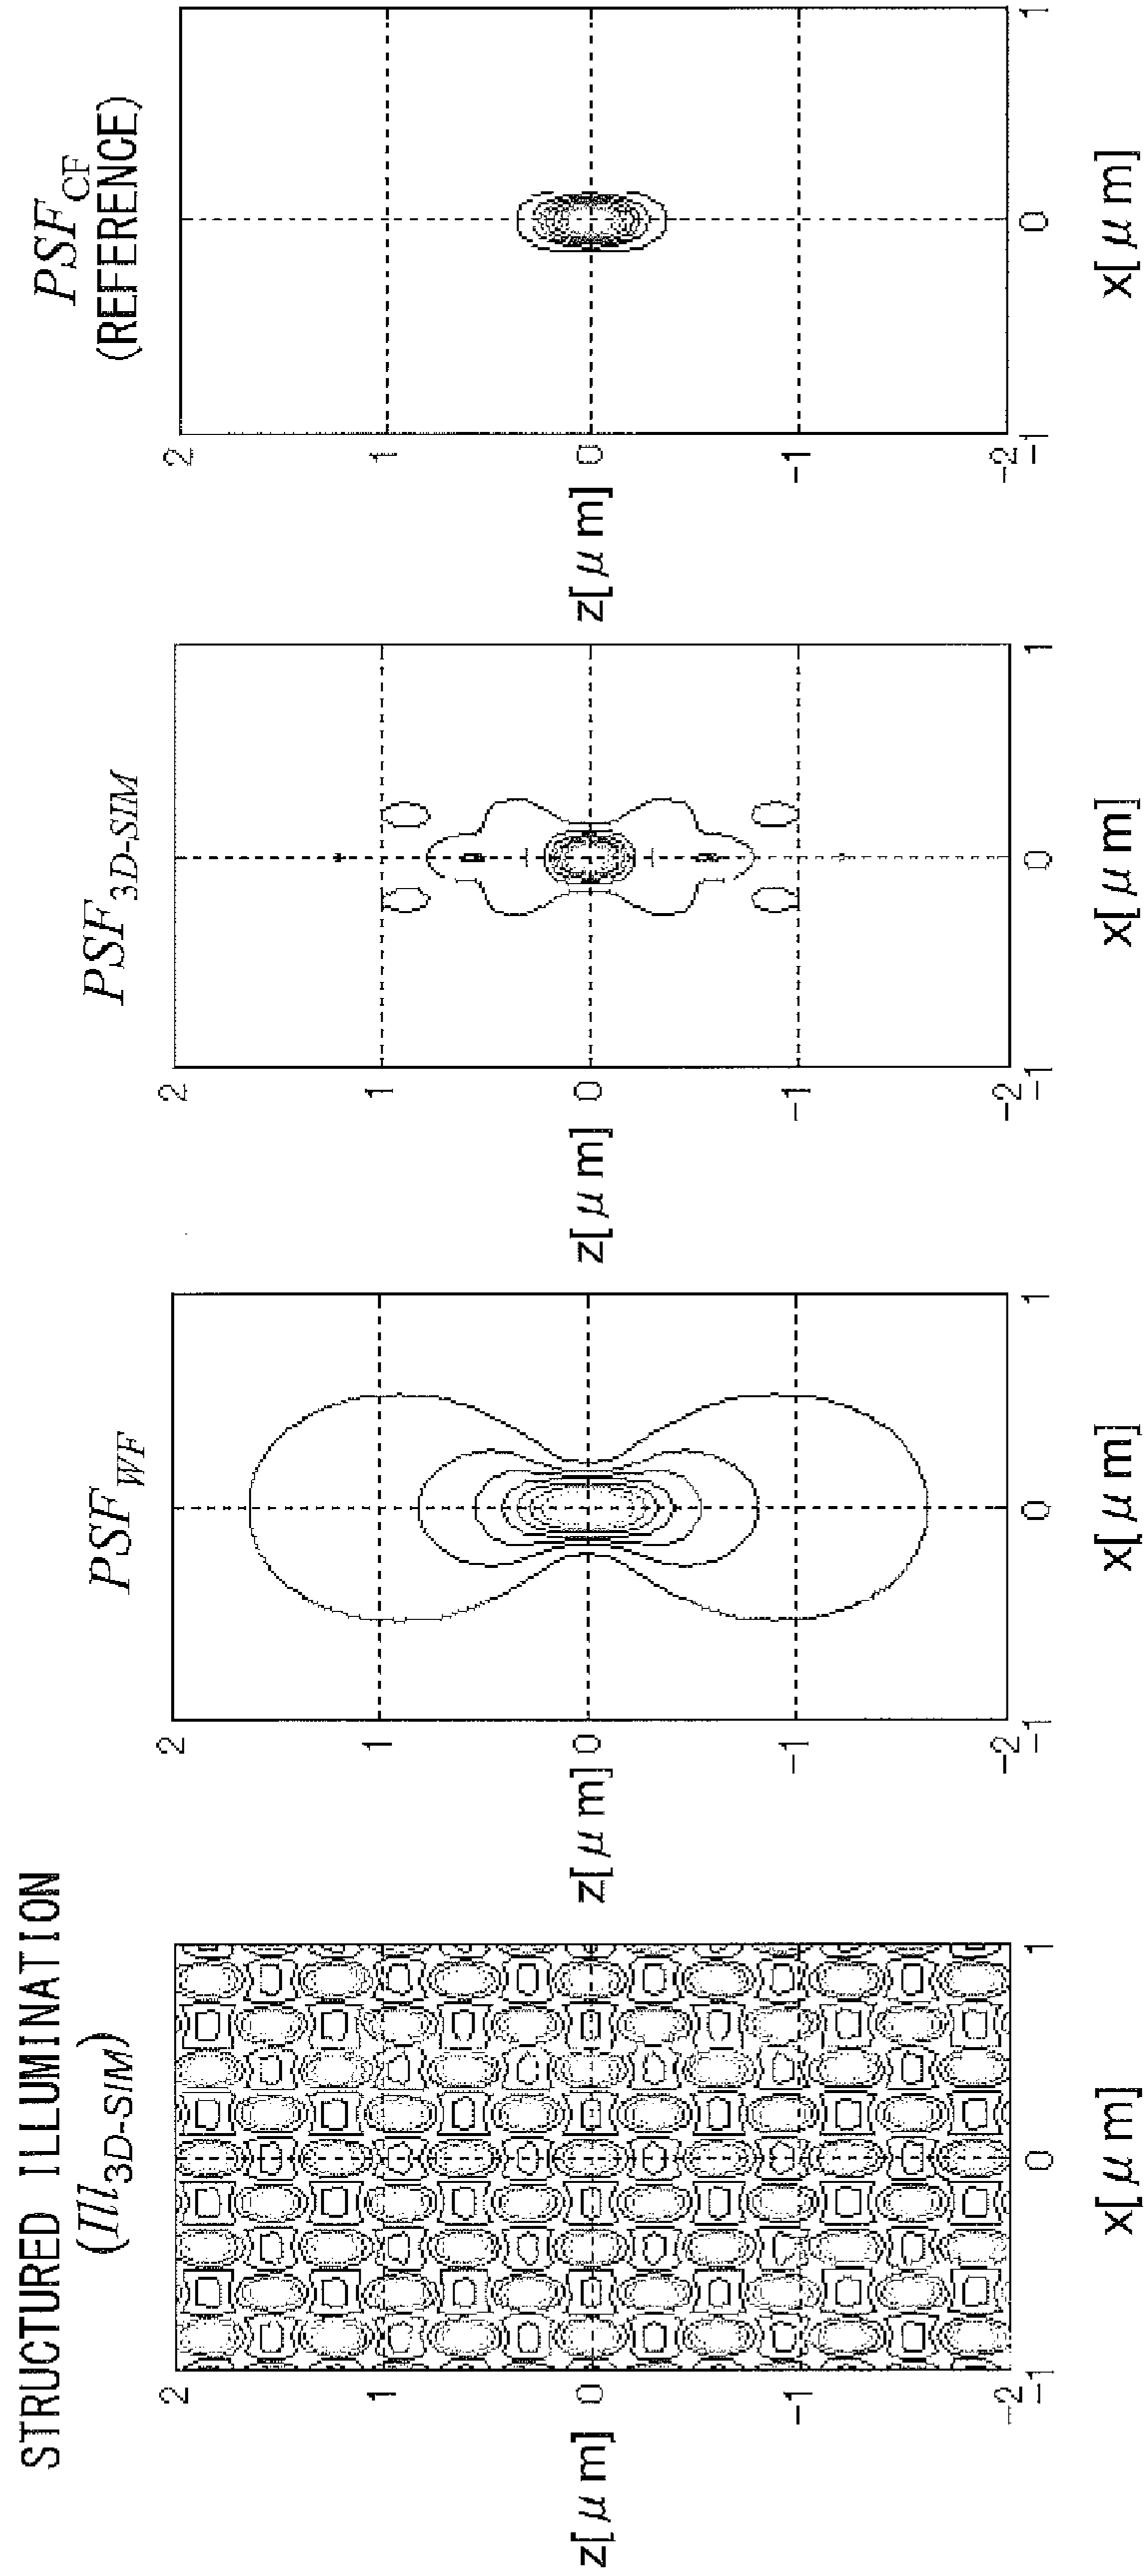 STRUCTURED ILLUMINATION
(Ill3D-SIM)
z[μm]
2
1
0
-1
-2
-1
0
1
x[μm]
PSFWF
z[μm]
2
1
0
-1
-2
-1
0
1
x[μm]
PSF3D-SIM
z[μm]
2
1
0
-1
-2
-1
0
1
x[μm]
PSFCF
(REFERENCE)
z[μm]
2
1
0
-1
-2
-1
0
1
x[μm]